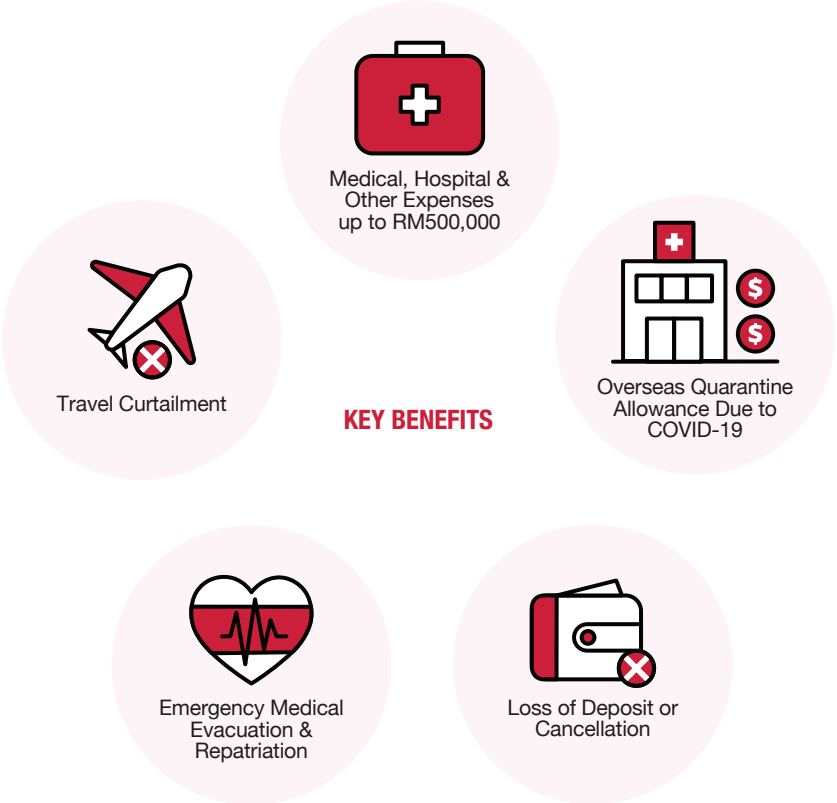 Medical, Hospital &
Other Expenses
up to RM500,000
$
$
Overseas Quarantine
Allowance Due to
COVID-19
Travel Curtailment
KEY BENEFITS
Emergency Medical
Evacuation &
Repatriation
Loss of Deposit or
Cancellation